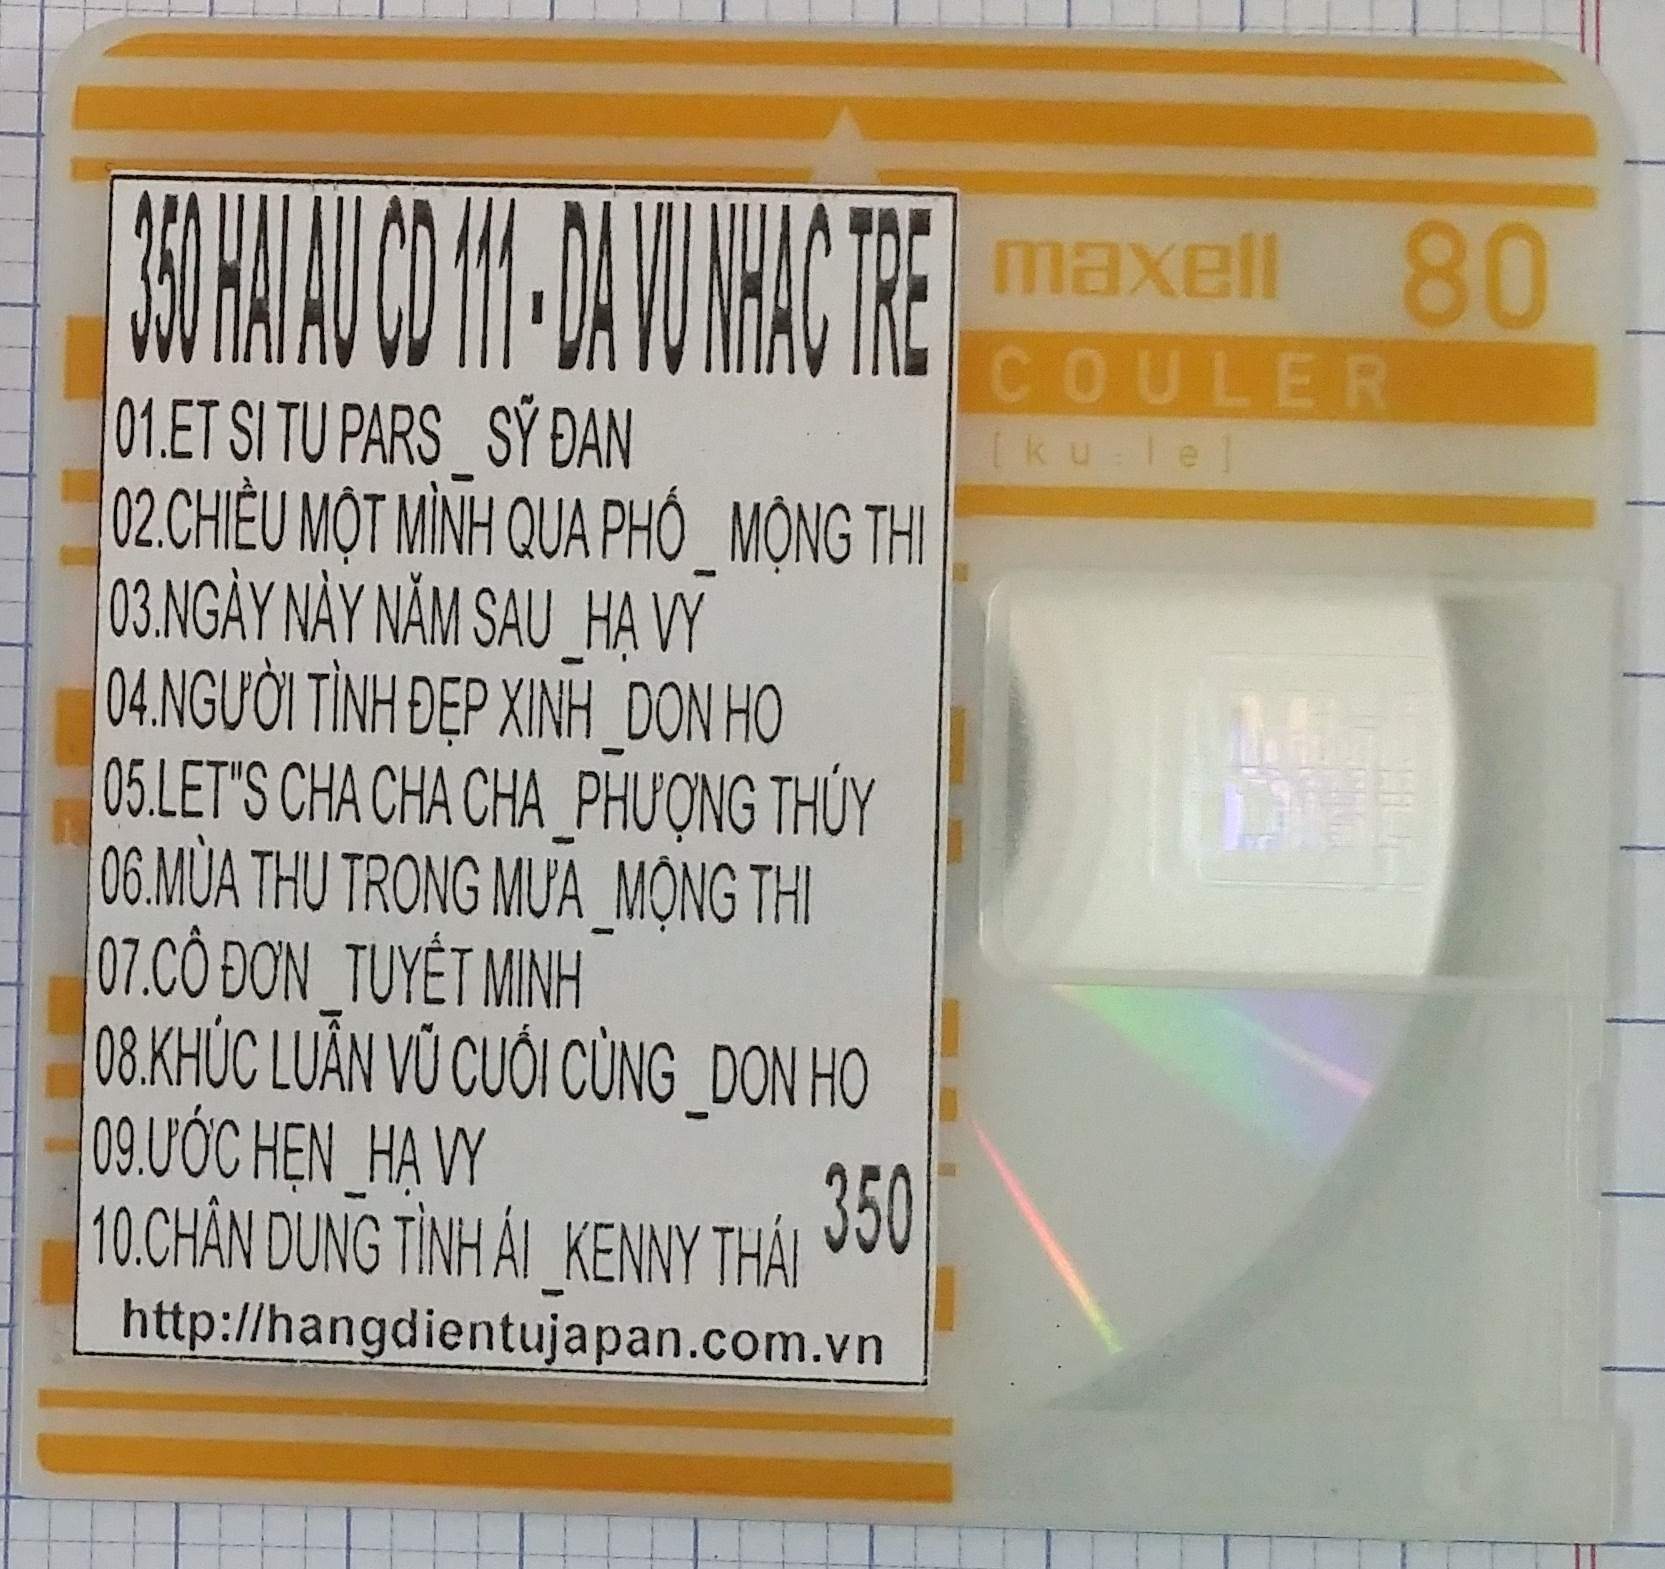 350 HAI AU CD 111 - DA VU NHAC TRE
01.ET SI TU PARS _ SỸ ĐAN
02.CHIỀU MỘT MÌNH QUA PHỐ _ MỘNG THI
03.NGÀY NÀY NĂM SAU _HẠ VY
04.NGƯỜI TÌNH ĐẸP XINH _DON HO
05.LET"S CHA CHA CHA _PHƯỢNG THÚY
06.MÙA THU TRONG MƯA _MỘNG THI
07.CÔ ĐƠN _TUYẾT MINH
08.KHÚC LUÂN VŨ CUỐI CÙNG _DON HO
09.ƯỚC HẸN _HẠ VY
10.CHÂN DUNG TÌNH ÁI _KENNY THÁI
350
http://hangdientujapan.com.vn
maxell 80
COULER
[ku:le]